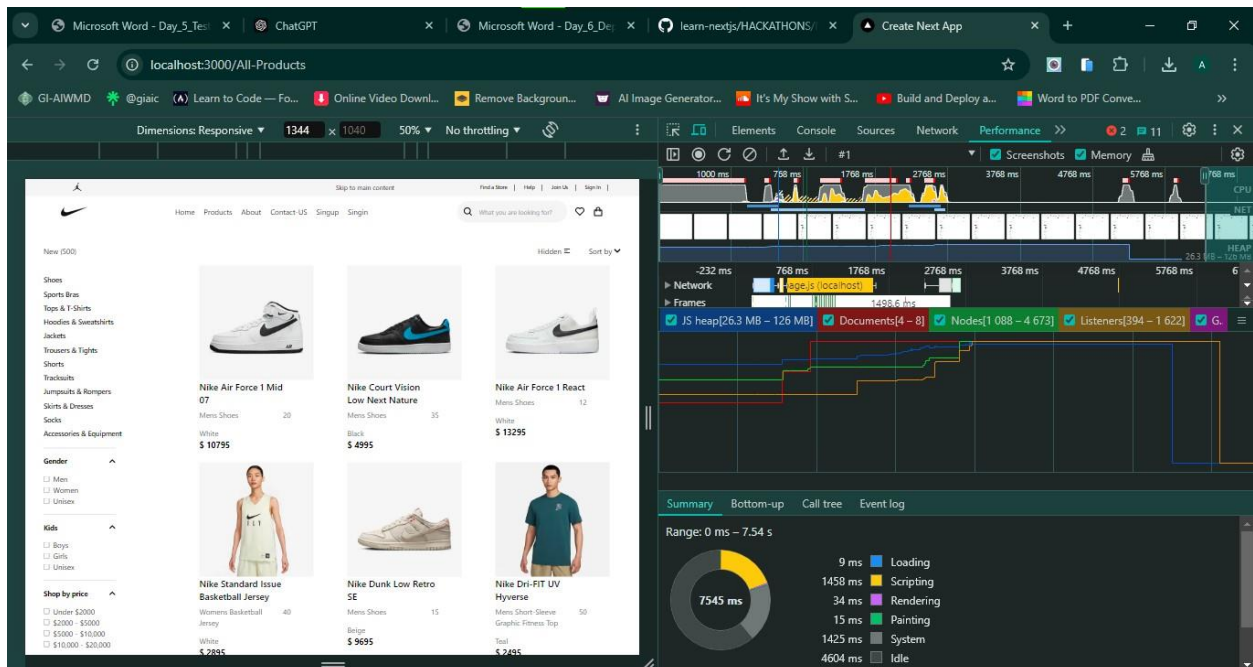 Microsoft Word - Day_5_Tes
ChatGPT
Microsoft Word - Day_6_De
learn-nextjs/HACKATHONS/
Create Next App
localhost:3000/All-Products
A
GI-AIWMD
@giaic
Learn to Code — Fo...
Online Video Downl...
Remove Backgroun...
AI Image Generator...
It's My Show with S...
Build and Deploy a...
Word to PDF Conve...
Dimensions: Responsive 1344 × 1040 50% No throttling
Elements Console Sources Network Performance 2 11
#1 Screenshots Memory
1000 ms 768 ms 1768 ms 2768 ms 3768 ms 4768 ms 5768 ms 768 ms
CPU
NET
HEAP
26.3 MB – 126 MB
-232 ms 768 ms 1768 ms 2768 ms 3768 ms 4768 ms 5768 ms 6
Network age.js (localhost)
Frames 1498.6 ms
JS heap[26.3 MB – 126 MB] Documents[4 – 8] Nodes[1 088 – 4 673] Listeners[394 – 1 622] G.
Summary Bottom-up Call tree Event log
Range: 0 ms – 7.54 s
7545 ms
9 ms Loading
1458 ms Scripting
34 ms Rendering
15 ms Painting
1425 ms System
4604 ms Idle
Skip to main content
Find a Store | Help | Join Us | Sign In |
Home Products About Contact-US Singup Singin
What you are looking for?
New (500)
Hidden Sort by
Shoes
Sports Bras
Tops & T-Shirts
Hoodies & Sweatshirts
Jackets
Trousers & Tights
Shorts
Tracksuits
Jumpsuits & Rompers
Skirts & Dresses
Socks
Accessories & Equipment
Gender
Men
Women
Unisex
Kids
Boys
Girls
Unisex
Shop by price
Under $2000
$2000 - $5000
$5000 - $10,000
$10,000 - $20,000
Nike Air Force 1 Mid
07
Mens Shoes 20
White
$ 10795
Nike Court Vision
Low Next Nature
Mens Shoes 35
Black
$ 4995
Nike Air Force 1 React
Mens Shoes 12
White
$ 13295
Nike Standard Issue
Basketball Jersey
Womens Basketball 40
Jersey
White
$ 2895
Nike Dunk Low Retro
SE
Mens Shoes 15
Beige
$ 9695
Nike Dri-FIT UV
Hyverse
Mens Short-Sleeve 50
Graphic Fitness Top
Teal
$ 2495